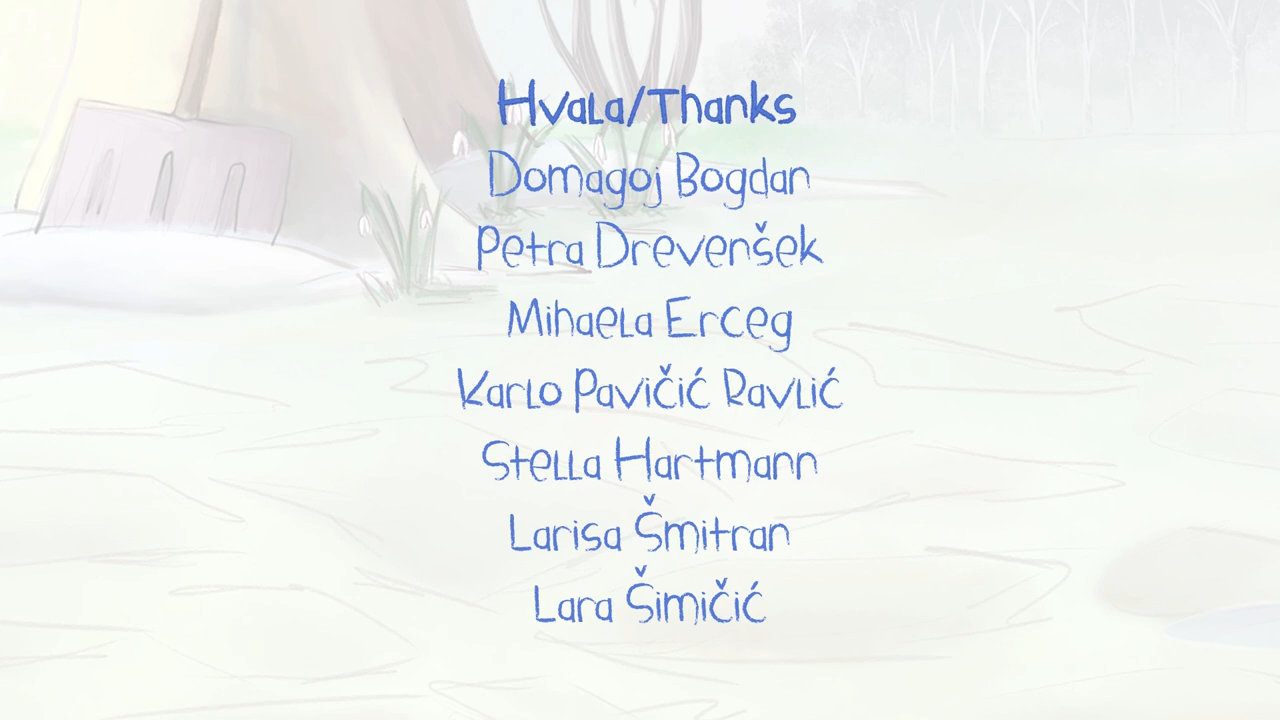 Hvala/Thanks
Domagoj Bogdan
Petra Drevenšek
Mihaela Erceg
Karlo Pavičić Ravlić
Stella Hartmann
Larisa Šmitran
Lara Šimičić